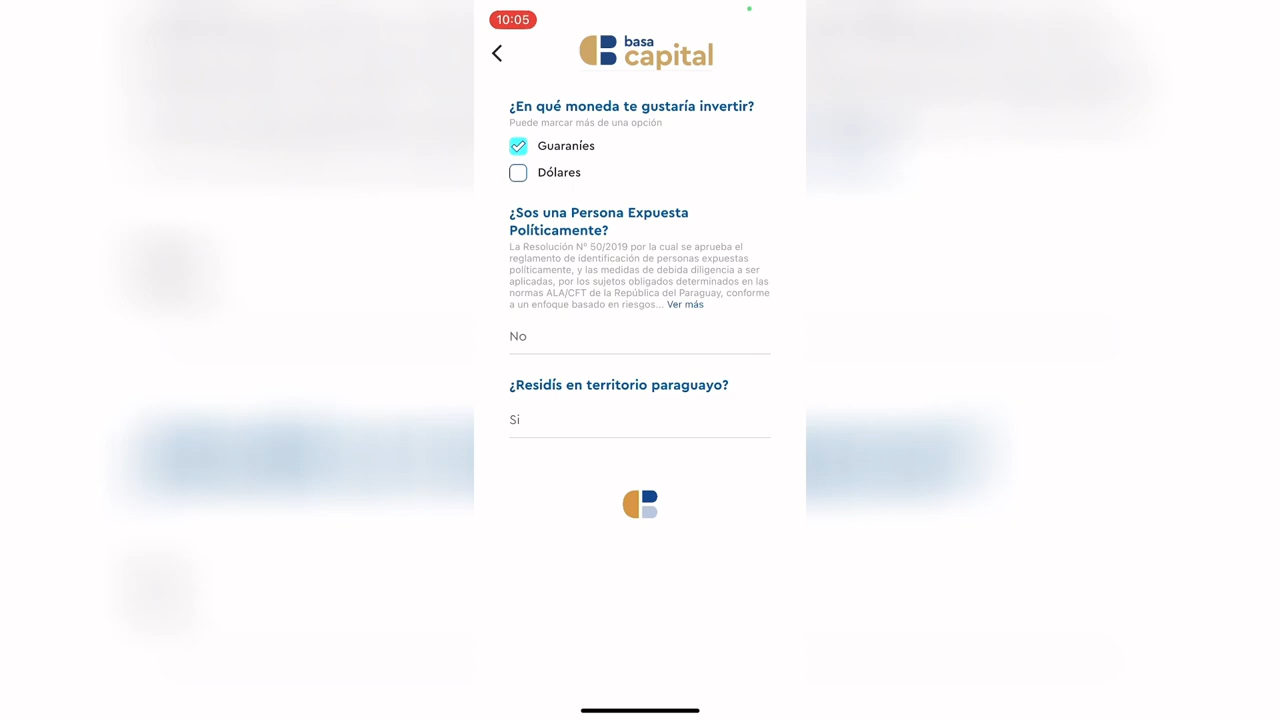 10:05
basa
capital
¿En qué moneda te gustaría invertir?
Puede marcar más de una opción
Guaraníes
Dólares
¿Sos una Persona Expuesta
Políticamente?
La Resolución N° 50/2019 por la cual se aprueba el
reglamento de identificación de personas expuestas
políticamente, y las medidas de debida diligencia a ser
aplicadas, por los sujetos obligados determinados en las
normas ALA/CFT de la República del Paraguay, conforme
a un enfoque basado en riesgos... Ver más
No
¿Residís en territorio paraguayo?
Si